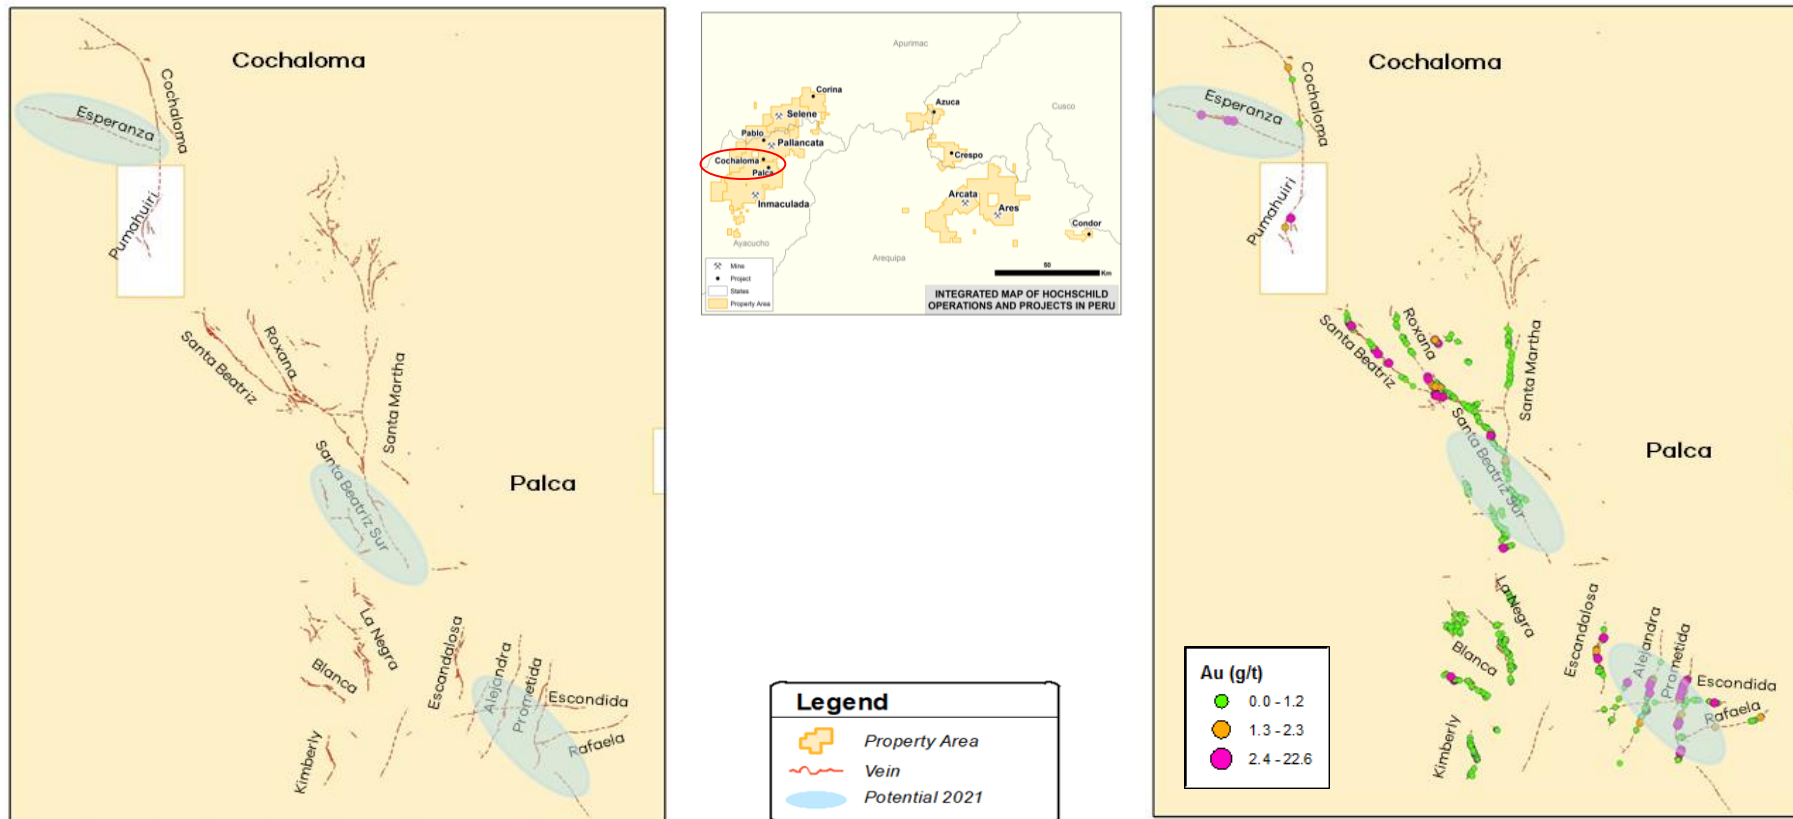 Cochaloma
Cochaloma
Esperanza
Pumahuiri
Santa Beatriz
Roxana
Santa Martha
Santa Beatriz Sur
Palca
La Negra
Blanca
Kimberly
Escandalosa
Alejandra
Prometida
Escondida
Rafaela
Apurimac
Corina
Azuca
Cusco
Selene
Pablo
Pallancata
Cochaloma
Palca
Crespo
Inmaculada
Arcata
Ares
Condor
Ayacucho
Arequipa
Mine
Project
States
Property Area
50
Km
INTEGRATED MAP OF HOCHSCHILD
OPERATIONS AND PROJECTS IN PERU
Legend
Property Area
Vein
Potential 2021
Cochaloma
Cochaloma
Esperanza
Pumahuiri
Santa Beatriz
Roxana
Santa Martha
Santa Beatriz Sur
Palca
La Negra
Blanca
Kimberly
Escandalosa
Alejandra
Prometida
Escondida
Rafaela
Au (g/t)
0.0 - 1.2
1.3 - 2.3
2.4 - 22.6